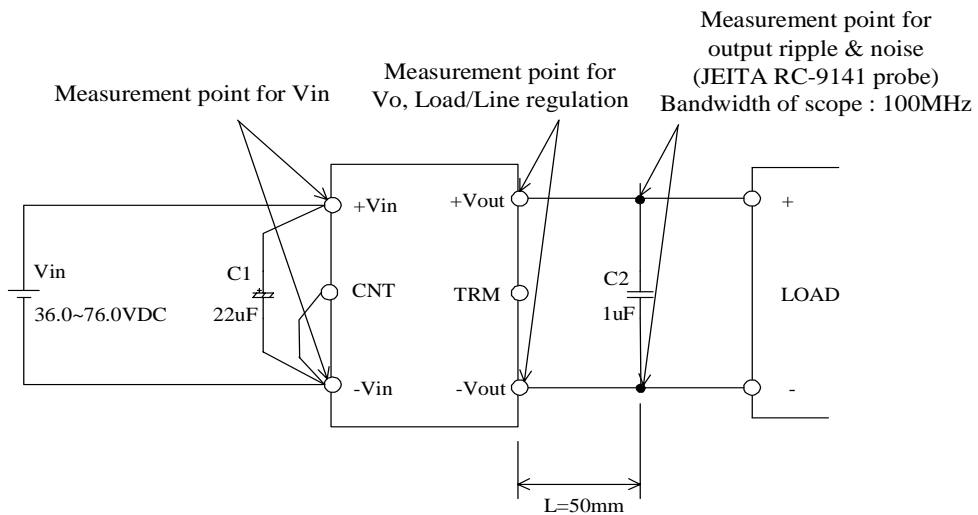 Measurement point for
output ripple & noise
(JEITA RC-9141 probe)
Bandwidth of scope : 100MHz
Measurement point for
Vo, Load/Line regulation
Measurement point for Vin
+Vin
+Vout
+
Vin
36.0~76.0VDC
C1
+
22uF
CNT
TRM
C2
1uF
LOAD
-Vin
-Vout
-
L=50mm